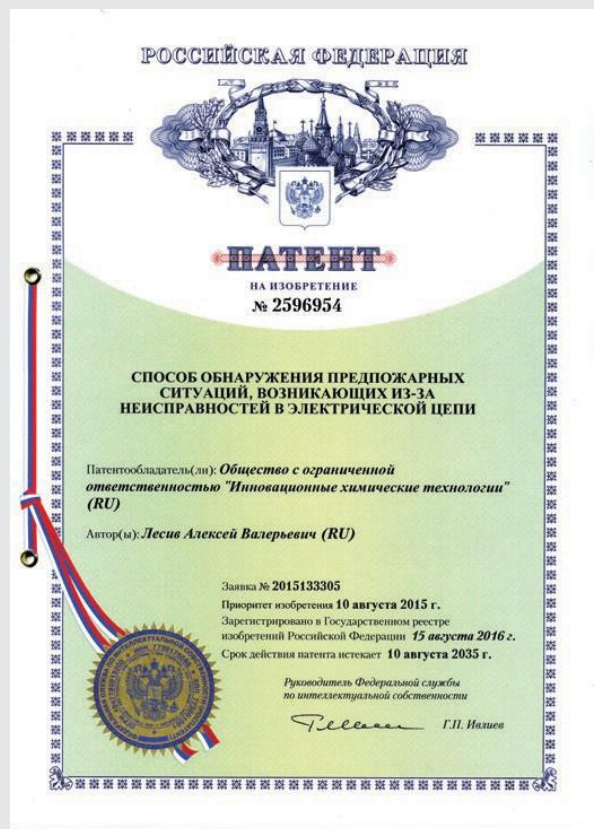 РОССИЙСКАЯ ФЕДЕРАЦИЯ
ПАТЕНТ
НА ИЗОБРЕТЕНИЕ
№ 2596954
СПОСОБ ОБНАРУЖЕНИЯ ПРЕДПОЖАРНЫХ
СИТУАЦИЙ, ВОЗНИКАЮЩИХ ИЗ-ЗА
НЕИСПРАВНОСТЕЙ В ЭЛЕКТРИЧЕСКОЙ ЦЕПИ
Патентообладатель(ли): Общество с ограниченной
ответственностью "Инновационные химические технологии"
(RU)
Автор(ы): Лесив Алексей Валерьевич (RU)
Заявка № 2015133305
Приоритет изобретения 10 августа 2015 г.
Зарегистрировано в Государственном реестре
изобретений Российской Федерации 15 августа 2016 г.
Срок действия патента истекает 10 августа 2035 г.
Руководитель Федеральной службы
по интеллектуальной собственности
Г.П. Ивлиев